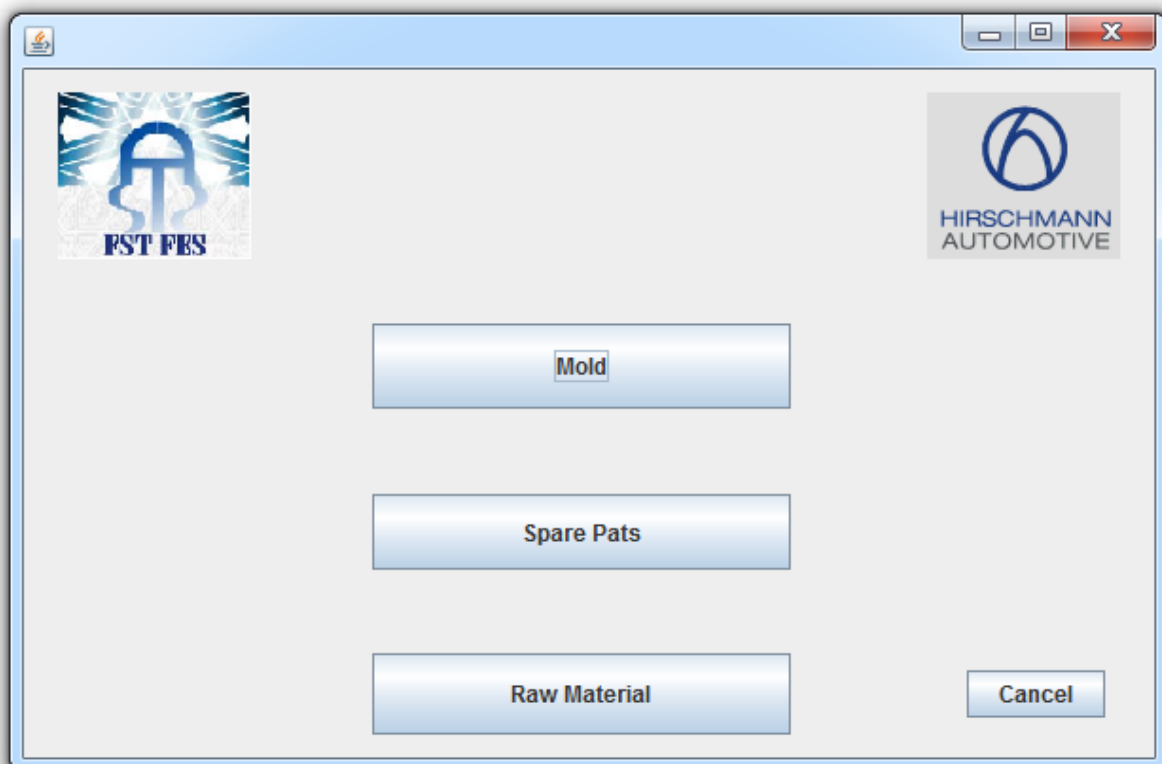 FST FES
HIRSCHMANN
AUTOMOTIVE
Mold
Spare Pats
Raw Material
Cancel